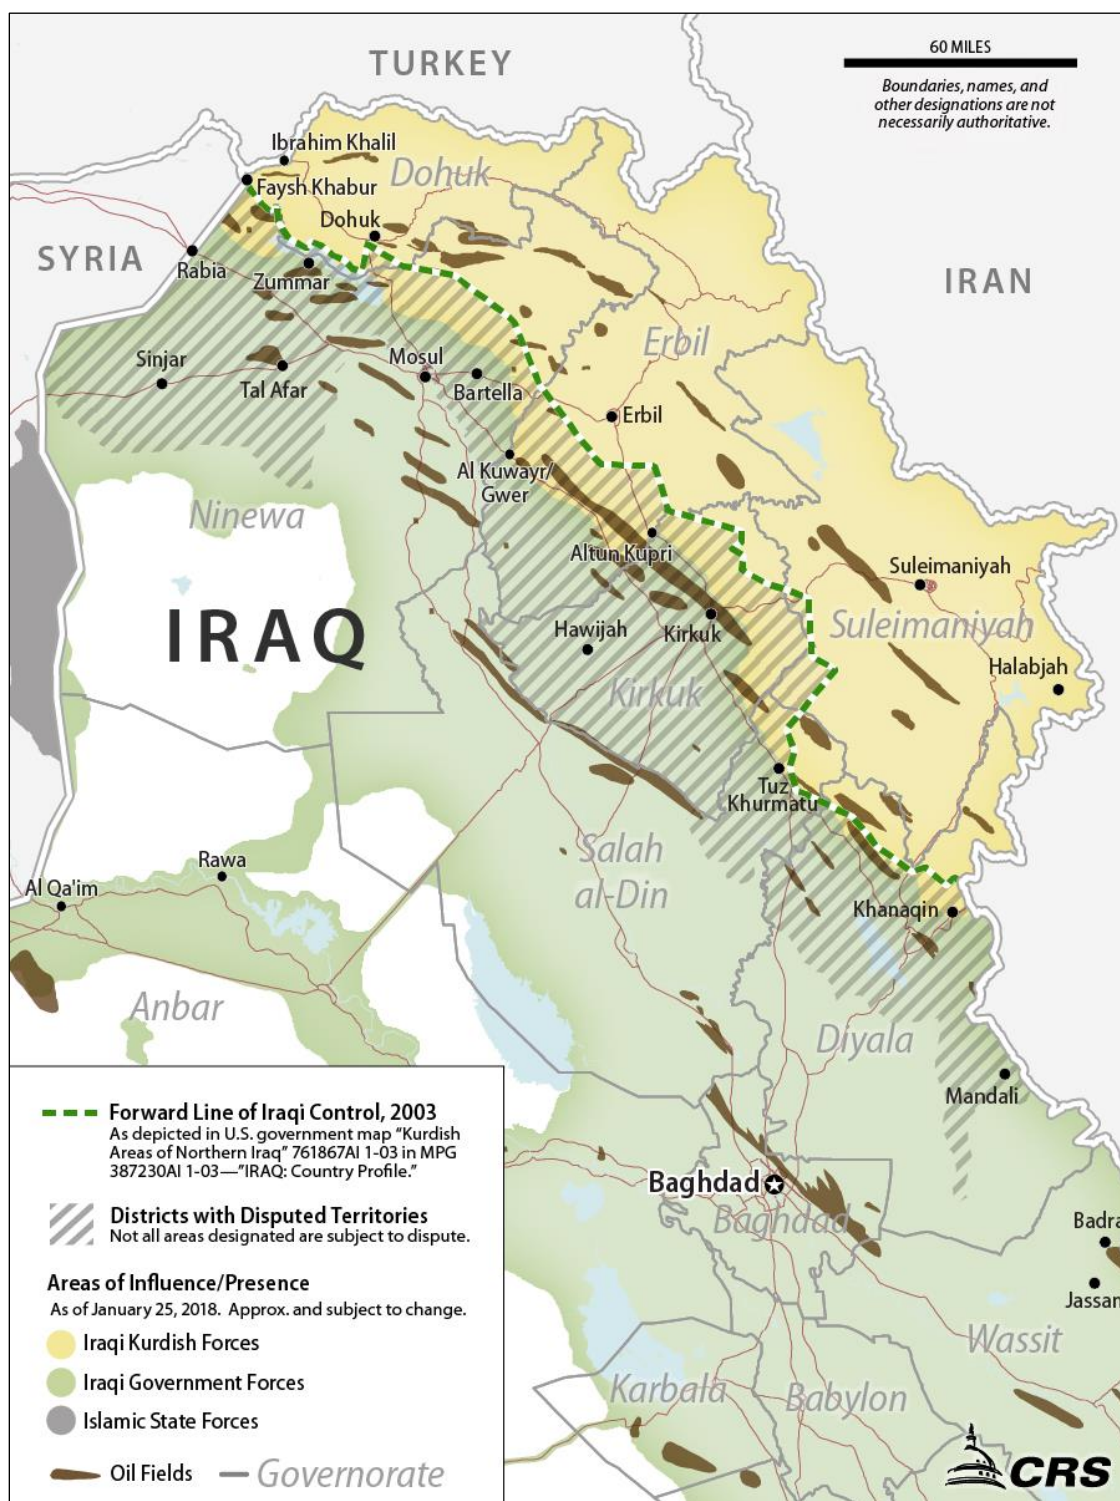 TURKEY
60 MILES
Boundaries, names, and
other designations are not
necessarily authoritative.
Ibrahim Khalil
Dohuk
Faysh Khabur
Dohuk
SYRIA
Rabia
Zummar
IRAN
Erbil
Sinjar
Mosul
Tal Afar
Bartella
Erbil
Al Kuwayr/
Gwer
Ninewa
Altun Kupri
Suleimaniyah
IRAQ
Hawijah
Kirkuk
Suleimaniyah
Halabjah
Kirkuk
Tuz
Khurmatu
Salah
al-Din
Rawa
Al Qa'im
Khanaqin
Anbar
Diyala
Mandali
Forward Line of Iraqi Control, 2003
As depicted in U.S. government map “Kurdish
Areas of Northern Iraq” 761867AI 1-03 in MPG
387230AI 1-03—”IRAQ: Country Profile.”
Baghdad
Baghdad
Districts with Disputed Territories
Not all areas designated are subject to dispute.
Badra
Areas of Influence/Presence
As of January 25, 2018. Approx. and subject to change.
Jassan
Iraqi Kurdish Forces
Wassit
Iraqi Government Forces
Karbala
Babylon
Islamic State Forces
Oil Fields
Governorate
CRS